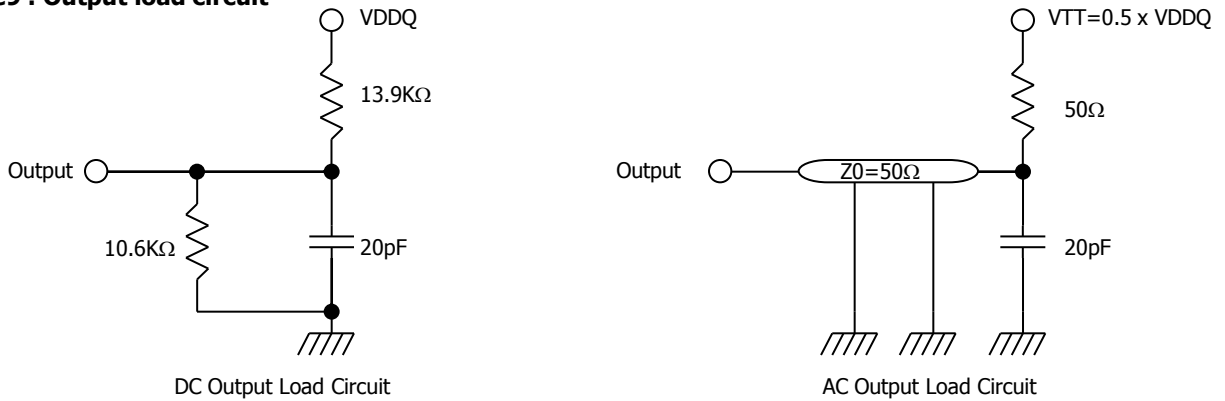 : Output load circuit
VDDQ
13.9KΩ
Output
10.6KΩ
20pF
DC Output Load Circuit
VTT=0.5 x VDDQ
50Ω
Output
Z0=50Ω
20pF
AC Output Load Circuit